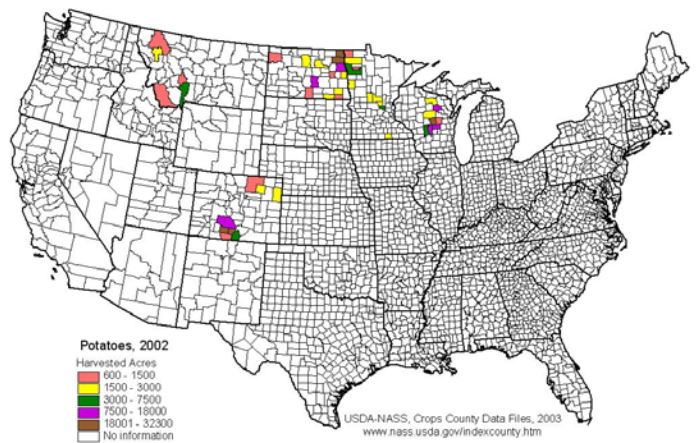 Potatoes, 2002
Harvested Acres
600 - 1500
1500 - 3000
3000 - 7500
7500 - 18000
18001 - 32300
No information
USDA-NASS, Crops County Data Files, 2003
www.nass.usda.gov/indexcounty.htm